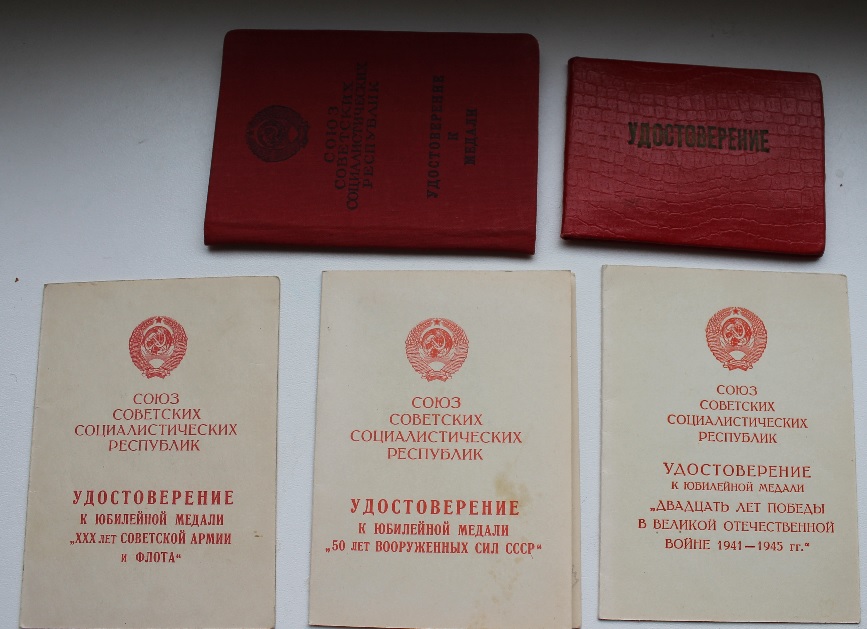 СОЮЗ
СОВЕТСКИХ
СОЦИАЛИСТИЧЕСКИХ
РЕСПУБЛИК
УДОСТОВЕРЕНИЕ
К
МЕДАЛИ
УДОСТОВЕРЕНИЕ
СОЮЗ
СОВЕТСКИХ
СОЦИАЛИСТИЧЕСКИХ
РЕСПУБЛИК
УДОСТОВЕРЕНИЕ
К ЮБИЛЕЙНОЙ МЕДАЛИ
„XXX ЛЕТ СОВЕТСКОЙ АРМИИ
И ФЛОТА“
СОЮЗ
СОВЕТСКИХ
СОЦИАЛИСТИЧЕСКИХ
РЕСПУБЛИК
УДОСТОВЕРЕНИЕ
К ЮБИЛЕЙНОЙ МЕДАЛИ
„50 ЛЕТ ВООРУЖЕННЫХ СИЛ СССР“
СОЮЗ
СОВЕТСКИХ
СОЦИАЛИСТИЧЕСКИХ
РЕСПУБЛИК
УДОСТОВЕРЕНИЕ
К ЮБИЛЕЙНОЙ МЕДАЛИ
„ДВАДЦАТЬ ЛЕТ ПОБЕДЫ
В ВЕЛИКОЙ ОТЕЧЕСТВЕННОЙ
ВОЙНЕ 1941—1945 гг.“